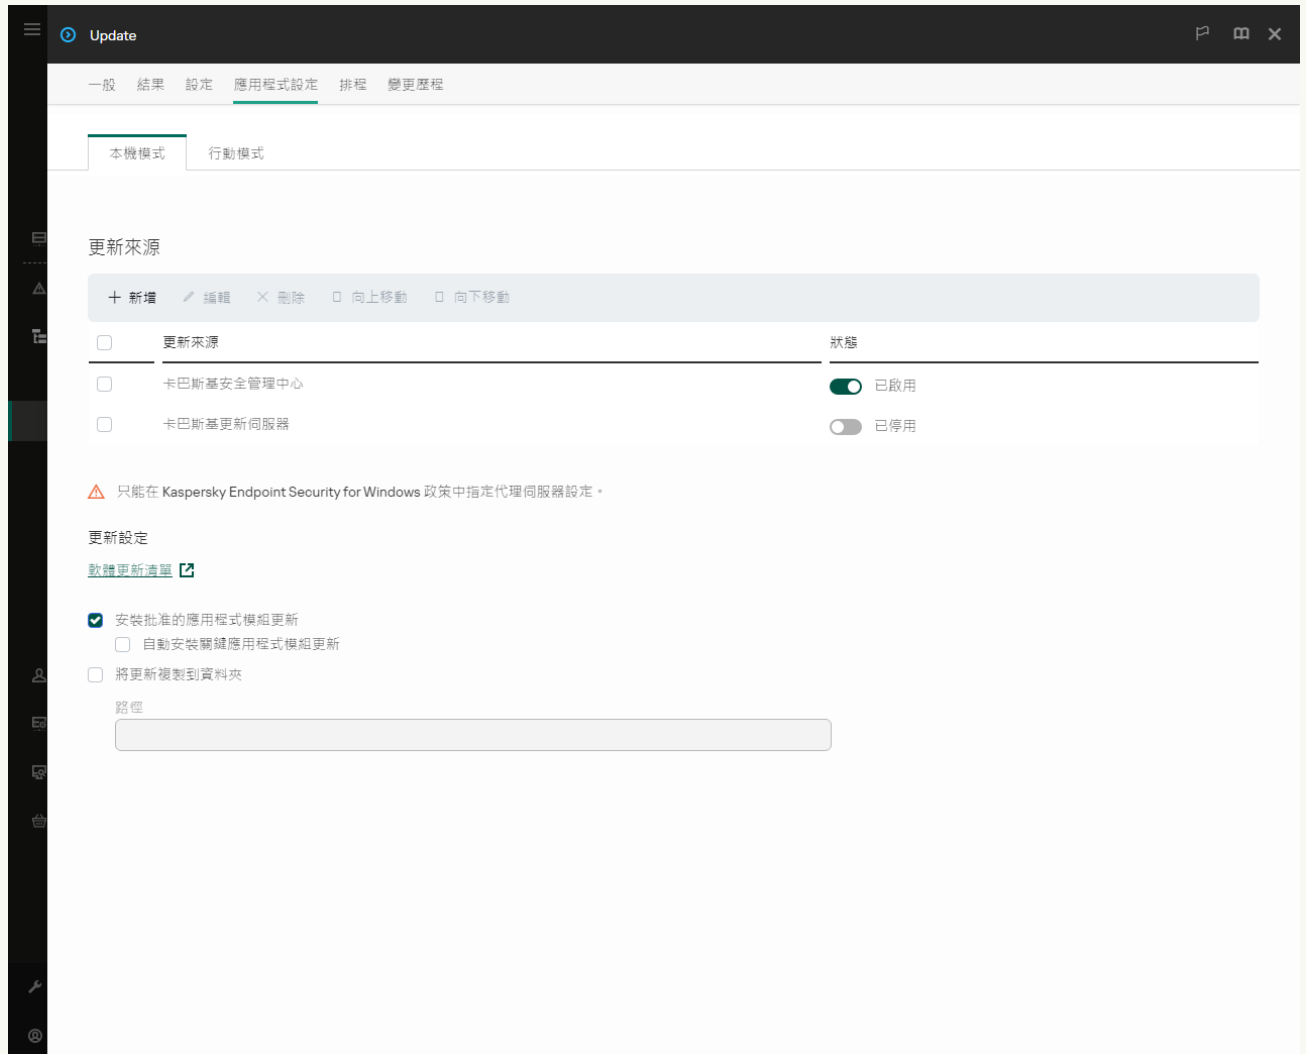 Update
一般 結果 設定 應用程式設定 排程 變更歷程
本機模式 行動模式
更新來源
新增 編輯 刪除 向上移動 向下移動
更新來源 狀態
卡巴斯基安全管理中心 已啟用
卡巴斯基更新伺服器 已停用
只能在 Kaspersky Endpoint Security for Windows 政策中指定代理伺服器設定。
更新設定
軟體更新清單
安裝批准的應用程式模組更新
自動安裝關鍵應用程式模組更新
將更新複製到資料夾
路徑